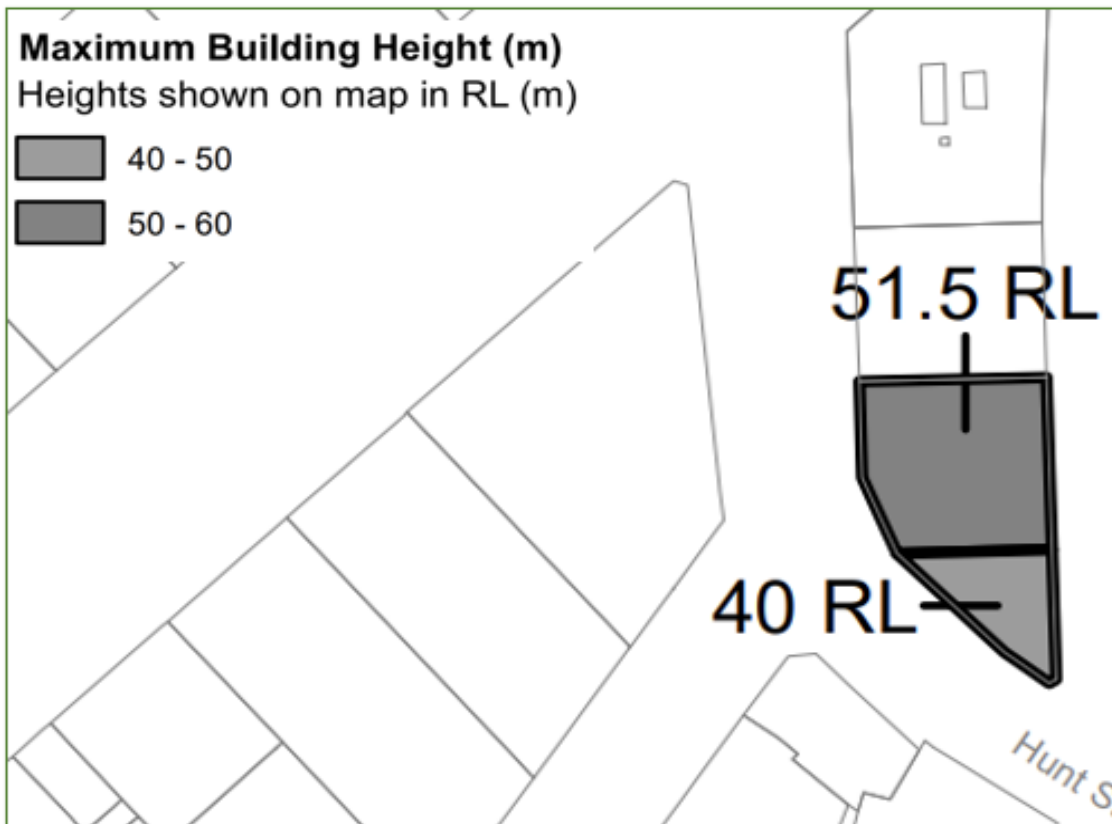 Maximum Building Height (m)
Heights shown on map in RL (m)
40 - 50
50 - 60
51.5 RL
40 RL
Hunt